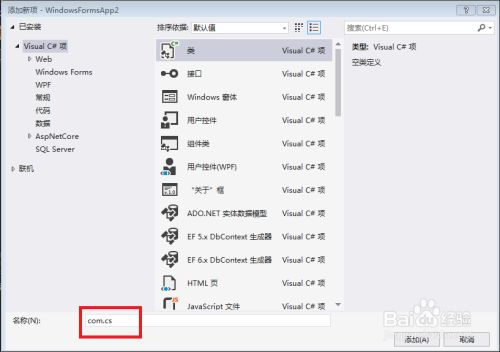 添加新项 - WindowsFormsApp2
已安装
排序依据: 默认值
搜索(Ctrl+E)
Visual C# 项
Web
Windows Forms
WPF
常规
代码
数据
AspNetCore
SQL Server
联机
类 Visual C# 项
接口 Visual C# 项
Windows 窗体 Visual C# 项
用户控件 Visual C# 项
组件类 Visual C# 项
用户控件(WPF) Visual C# 项
“关于”框 Visual C# 项
ADO.NET 实体数据模型 Visual C# 项
EF 5.x DbContext 生成器 Visual C# 项
EF 6.x DbContext 生成器 Visual C# 项
HTML 页 Visual C# 项
JavaScript 文件 Visual C# 项
类型: Visual C# 项
空类定义
名称(N): com.cs
添加(A) 取消
Baidu 经验